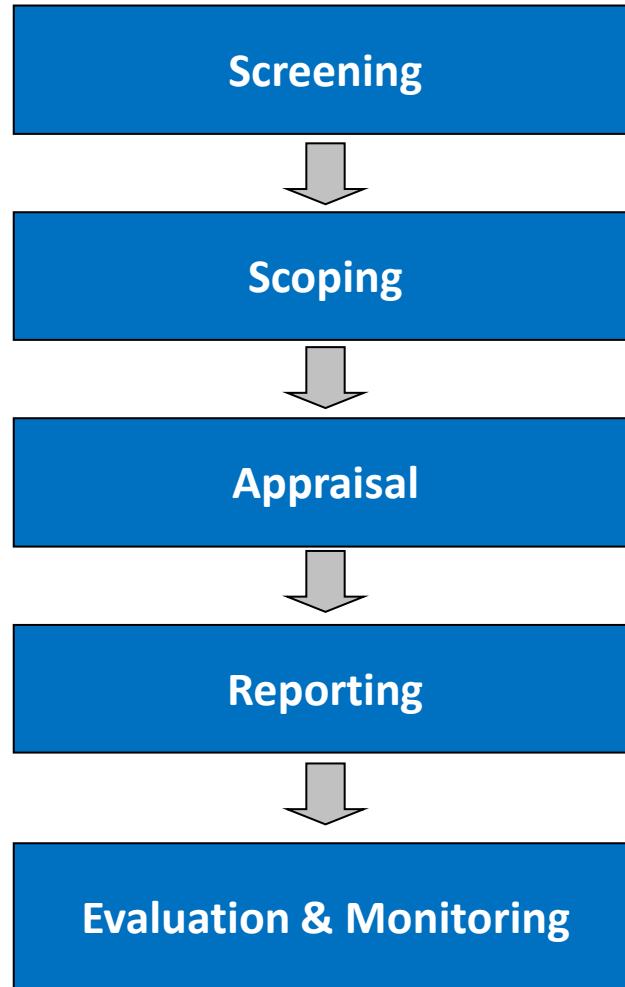 Screening
Scoping
Appraisal
Reporting
Evaluation & Monitoring